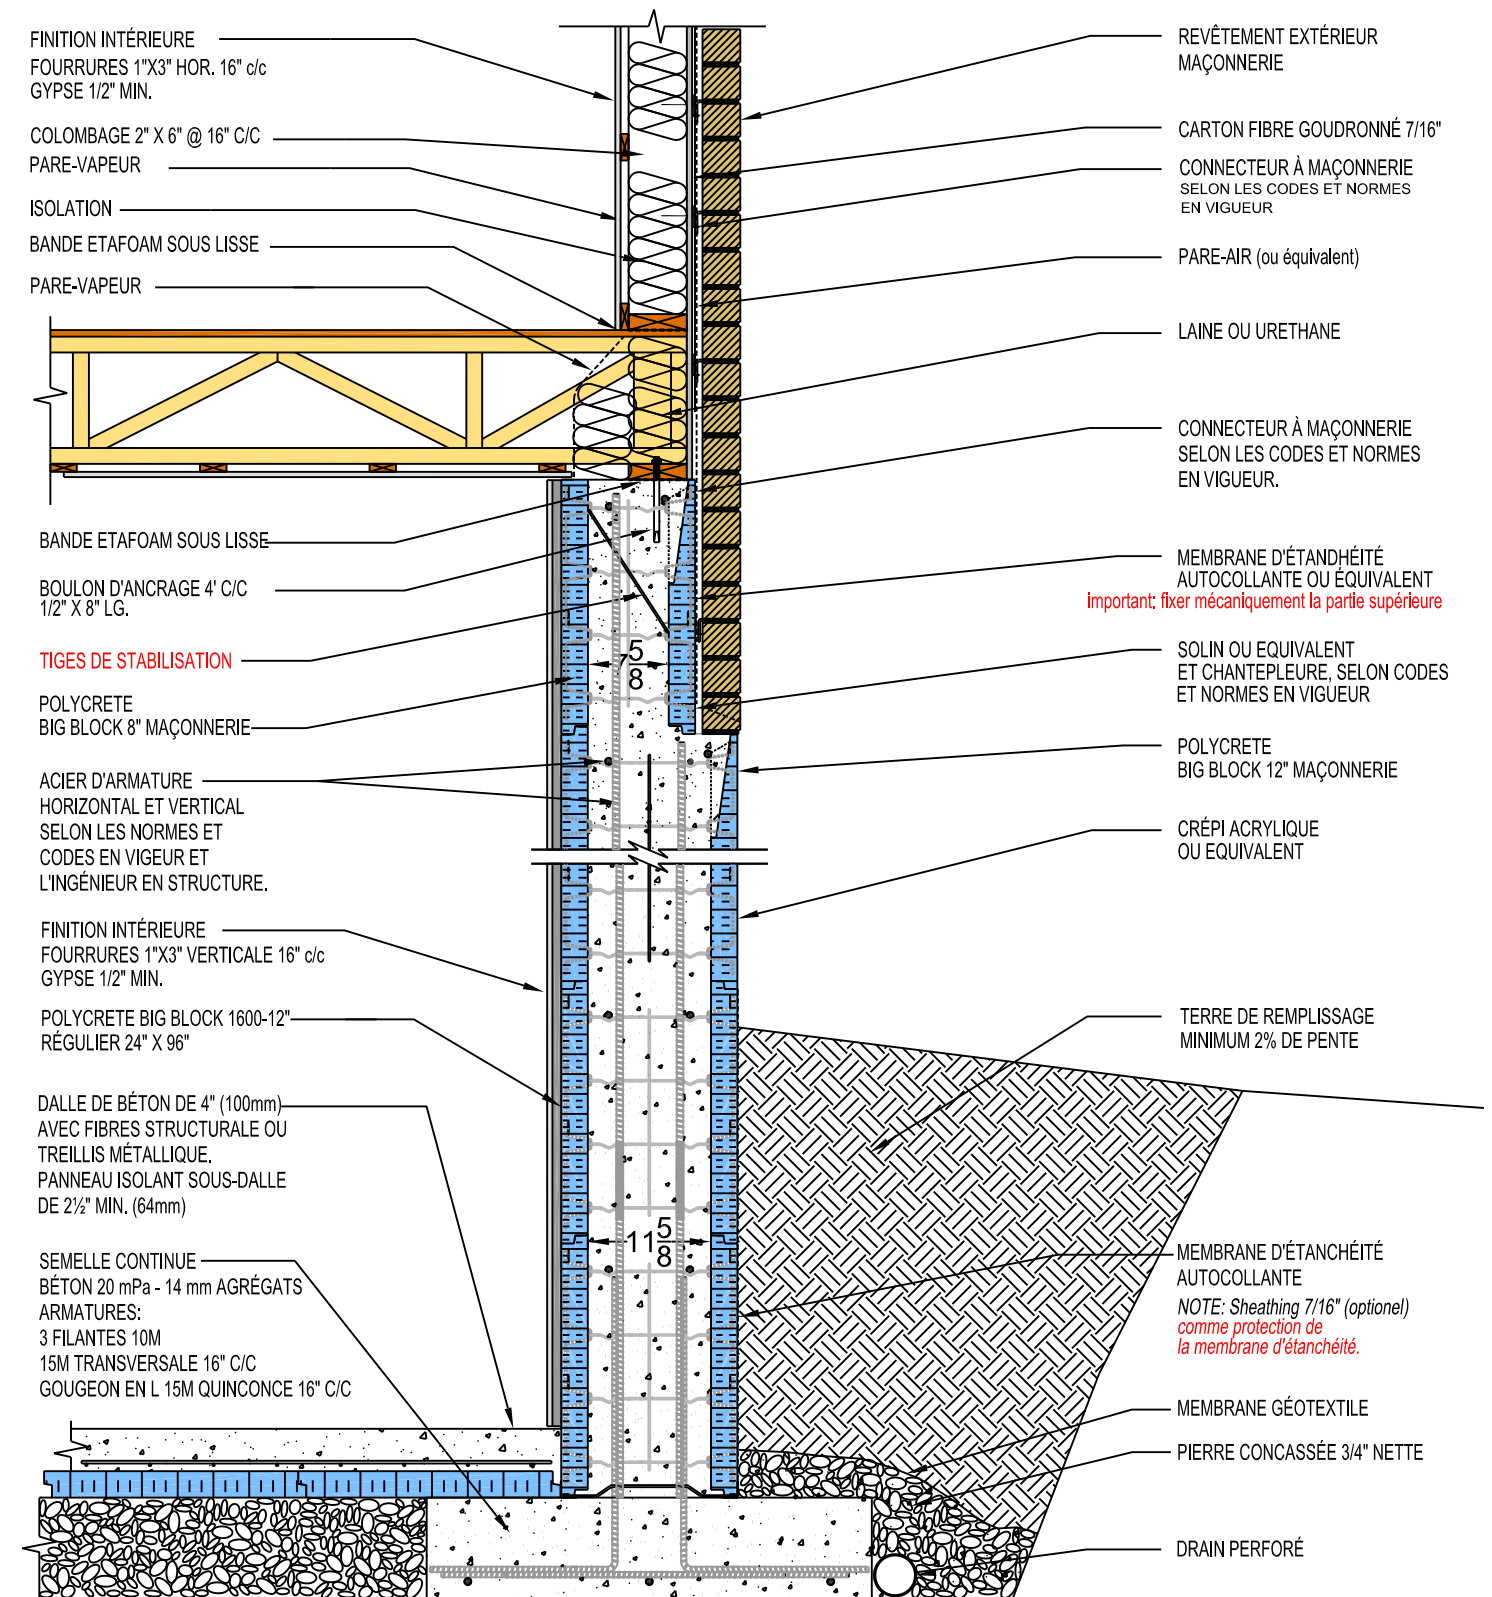 FINITION INTÉRIEURE
FOURRURES 1"X3" HOR. 16" c/c
GYPSE 1/2" MIN.
COLOMBAGE 2" X 6" @ 16" C/C
PARE-VAPEUR
ISOLATION
BANDE ETAFOAM SOUS LISSE
PARE-VAPEUR
BANDE ETAFOAM SOUS LISSE
BOULON D'ANCRAGE 4' C/C
1/2" X 8" LG.
TIGES DE STABILISATION
POLYCRETE
BIG BLOCK 8" MAÇONNERIE
ACIER D'ARMATURE
HORIZONTAL ET VERTICAL
SELON LES NORMES ET
CODES EN VIGEUR ET
L'INGÉNIEUR EN STRUCTURE.
FINITION INTÉRIEURE
FOURRURES 1"X3" VERTICALE 16" c/c
GYPSE 1/2" MIN.
POLYCRETE BIG BLOCK 1600-12"
RÉGULIER 24" X 96"
DALLE DE BÉTON DE 4" (100mm)
AVEC FIBRES STRUCTURALE OU
TREILLIS MÉTALLIQUE.
PANNEAU ISOLANT SOUS-DALLE
DE 2½" MIN. (64mm)
SEMELLE CONTINUE
BÉTON 20 mPa - 14 mm AGRÉGATS
ARMATURES:
3 FILANTES 10M
15M TRANSVERSALE 16" C/C
GOUGEON EN L 15M QUINCONCE 16" C/C
7 5/8
11 5/8
REVÊTEMENT EXTÉRIEUR
MAÇONNERIE
CARTON FIBRE GOUDRONNÉ 7/16"
CONNECTEUR À MAÇONNERIE
SELON LES CODES ET NORMES
EN VIGUEUR
PARE-AIR (ou équivalent)
LAINE OU URETHANE
CONNECTEUR À MAÇONNERIE
SELON LES CODES ET NORMES
EN VIGUEUR.
MEMBRANE D'ÉTANDHÉITÉ
AUTOCOLLANTE OU ÉQUIVALENT
important: fixer mécaniquement la partie supérieure
SOLIN OU EQUIVALENT
ET CHANTEPLEURE, SELON CODES
ET NORMES EN VIGUEUR
POLYCRETE
BIG BLOCK 12" MAÇONNERIE
CRÉPI ACRYLIQUE
OU EQUIVALENT
TERRE DE REMPLISSAGE
MINIMUM 2% DE PENTE
MEMBRANE D'ÉTANCHÉITÉ
AUTOCOLLANTE
NOTE: Sheathing 7/16" (optionel)
comme protection de
la membrane d'étanchéité.
MEMBRANE GÉOTEXTILE
PIERRE CONCASSÉE 3/4" NETTE
DRAIN PERFORÉ